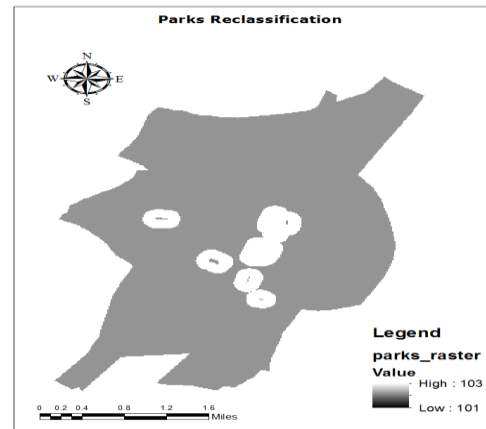 Parks Reclassification
N
W E
S
Legend
parks_raster
Value
High : 103
Low : 101
0 0.2 0.4 0.8 1.2 1.6
Miles